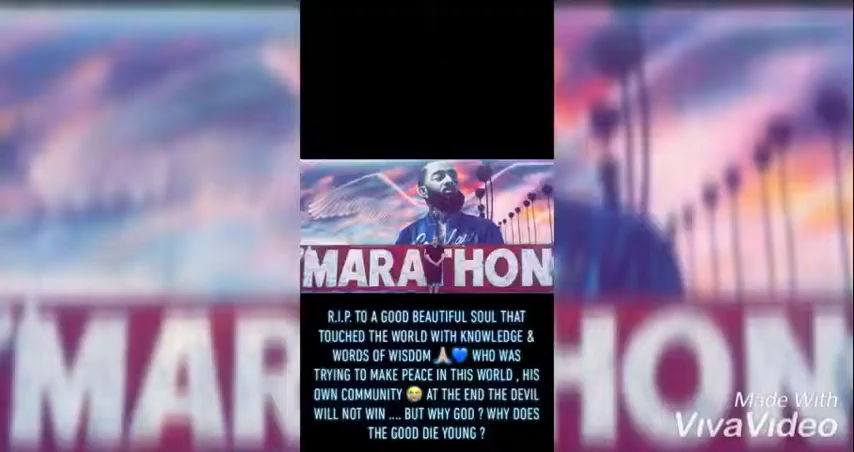 'MARATHON
R.I.P. TO A GOOD BEAUTIFUL SOUL THAT
TOUCHED THE WORLD WITH KNOWLEDGE &
WORDS OF WISDOM 🙏🏼💙 WHO WAS
TRYING TO MAKE PEACE IN THIS WORLD , HIS
OWN COMMUNITY 😭 AT THE END THE DEVIL
WILL NOT WIN .... BUT WHY GOD ? WHY DOES
THE GOOD DIE YOUNG ?
Made With
VivaVideo